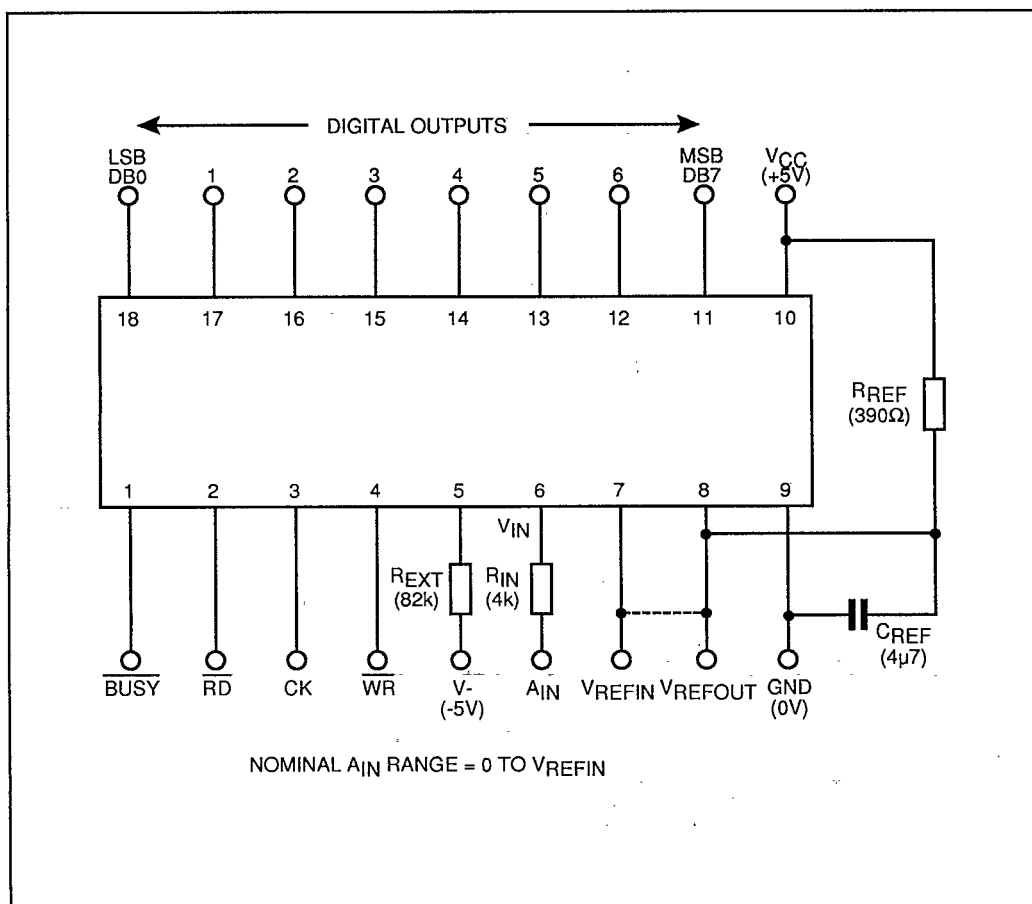 DIGITAL OUTPUTS
LSB
DB0
1
2
3
4
5
6
MSB
DB7
VCC
(+5V)
18
17
16
15
14
13
12
11
10
RREF
(390Ω)
1
2
3
4
5
6
7
8
9
VIN
REXT
(82k)
RIN
(4k)
CREF
(4µ7)
BUSY
RD
CK
WR
V-
(-5V)
AIN
VREFIN
VREFOUT
GND
(0V)
NOMINAL AIN RANGE = 0 TO VREFIN